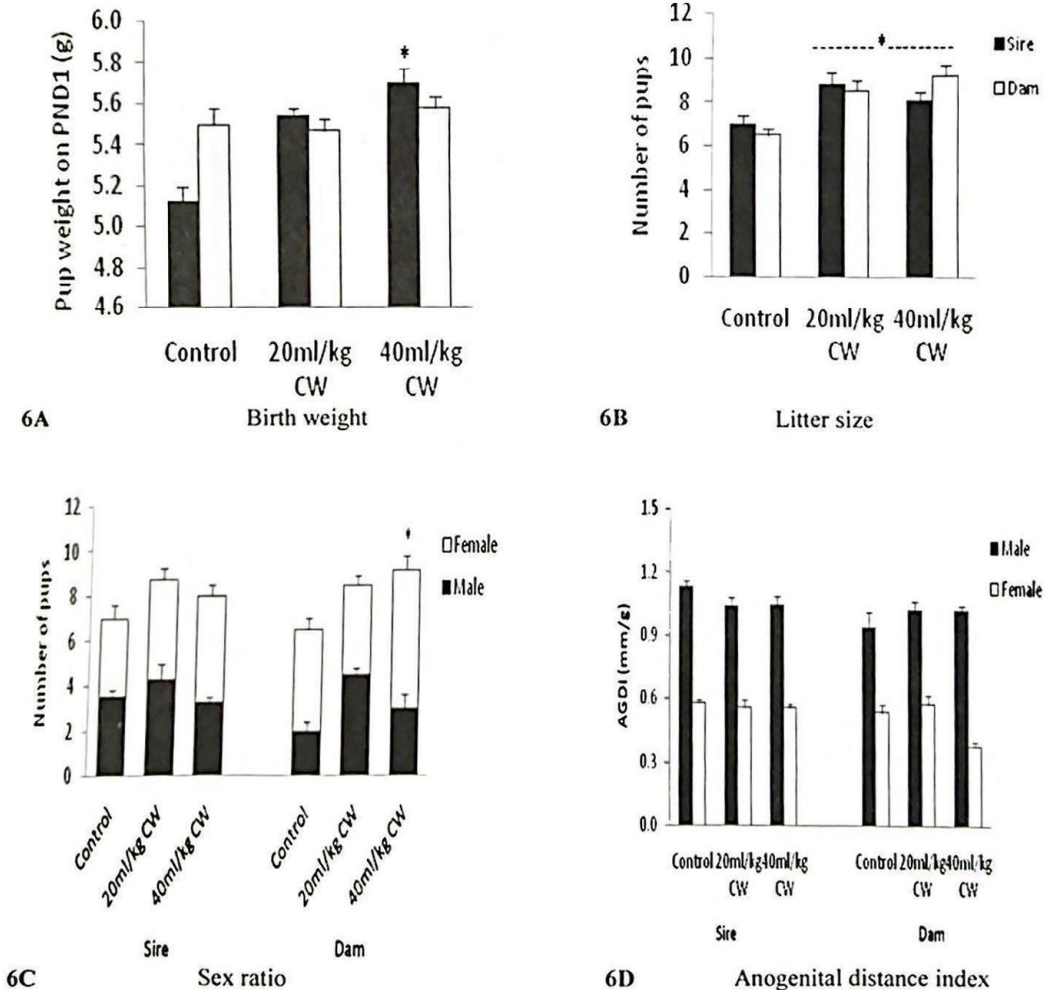 Pup weight on PND1 (g)
6.0
5.8
5.6
5.4
5.2
5.0
4.8
4.6
*
Control
20ml/kg CW
40ml/kg CW
6A
Birth weight
Number of pups
12
10
8
6
4
2
0
*
Sire
Dam
Control
20ml/kg CW
40ml/kg CW
6B
Litter size
Number of pups
12
10
8
6
4
2
0
*
Female
Male
Control
20ml/kg CW
40ml/kg CW
Control
20ml/kg CW
40ml/kg CW
Sire
Dam
6C
Sex ratio
AGDI (mm/g)
1.5
1.2
0.9
0.6
0.3
0.0
Male
Female
Control
20ml/kg CW
40ml/kg CW
Control
20ml/kg CW
40ml/kg CW
Sire
Dam
6D
Anogenital distance index